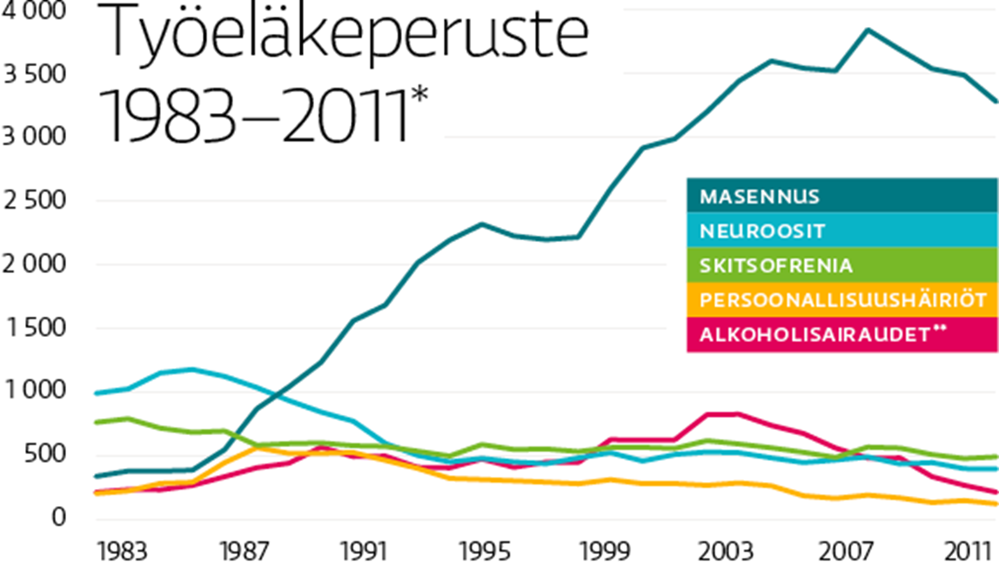 Työeläkeperuste
1983–2011*
4 000
3 500
3 000
2 500
2 000
1 500
1 000
500
0
MASENNUS
NEUROOSIT
SKITSOFRENIA
PERSOONALLISUUSHÄIRIÖT
ALKOHOLISAIRAUDET**
1983 1987 1991 1995 1999 2003 2007 2011